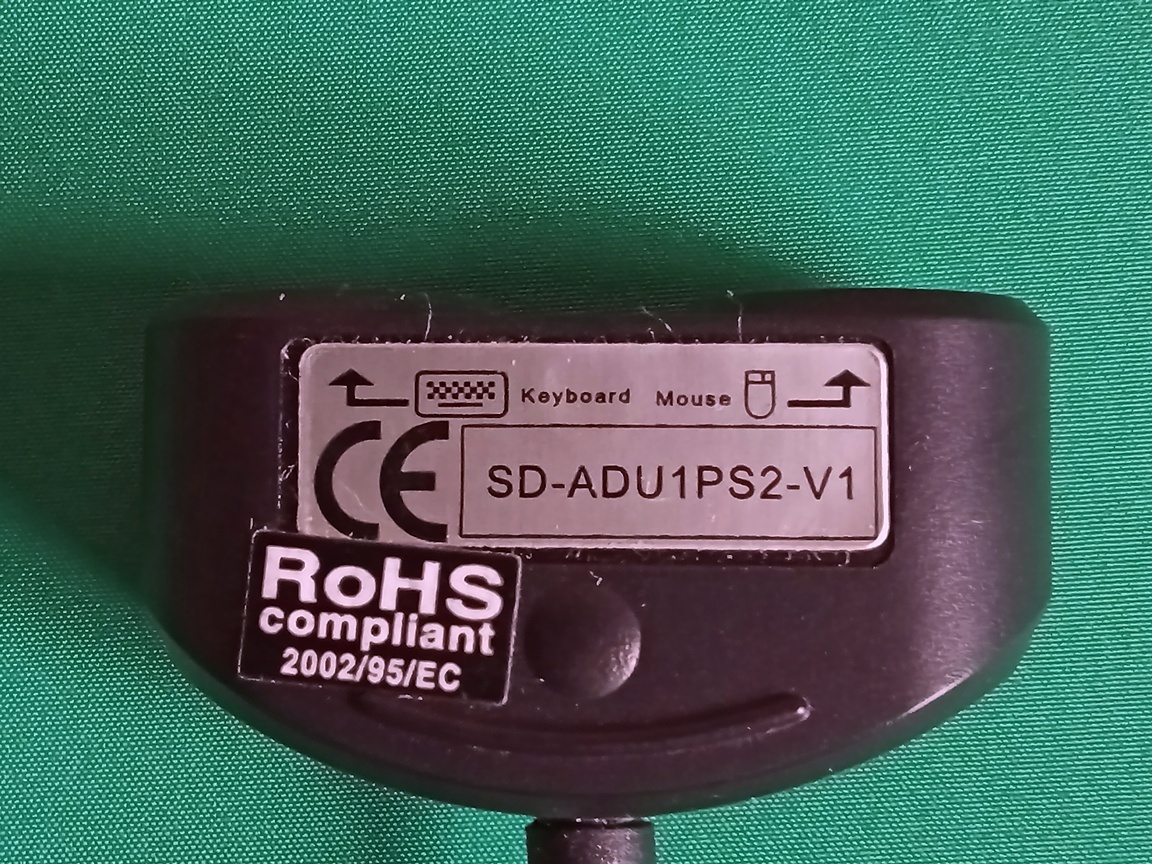 Keyboard Mouse
CE SD-ADU1PS2-V1
RoHS
compliant
2002/95/EC